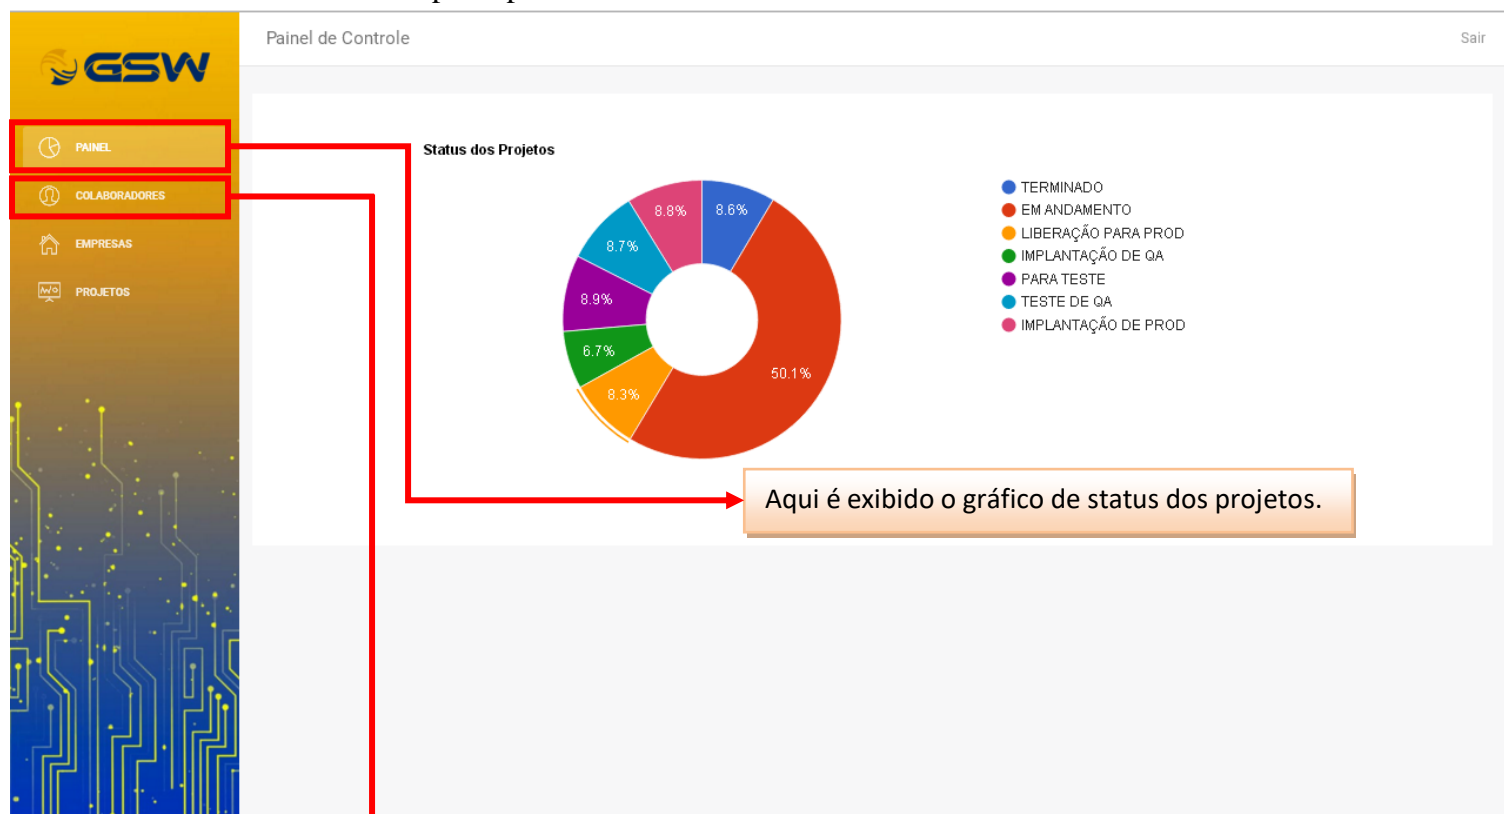 GSW
Painel de Controle
Sair
PAINEL
COLABORADORES
EMPRESAS
PROJETOS
Status dos Projetos
8.8%
8.6%
8.7%
8.9%
6.7%
8.3%
50.1%
TERMINADO
EM ANDAMENTO
LIBERAÇÃO PARA PROD
IMPLANTAÇÃO DE QA
PARA TESTE
TESTE DE QA
IMPLANTAÇÃO DE PROD
Aqui é exibido o gráfico de status dos projetos.